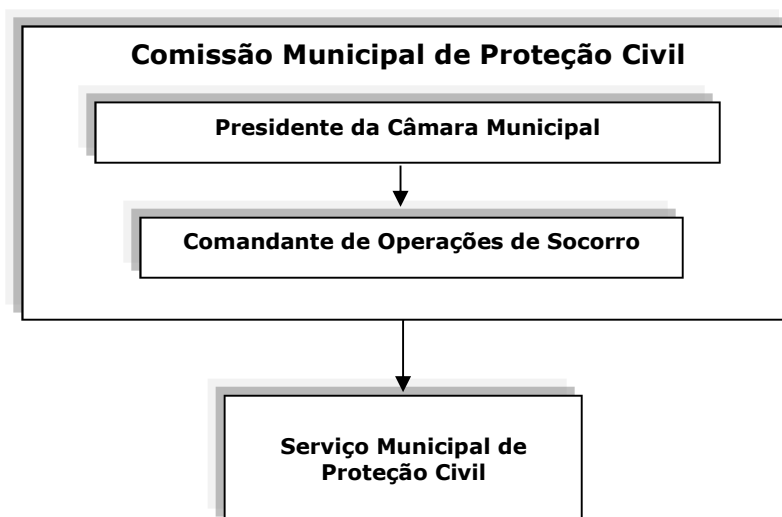 Comissão Municipal de Proteção Civil
Presidente da Câmara Municipal
Comandante de Operações de Socorro
Serviço Municipal de
Proteção Civil